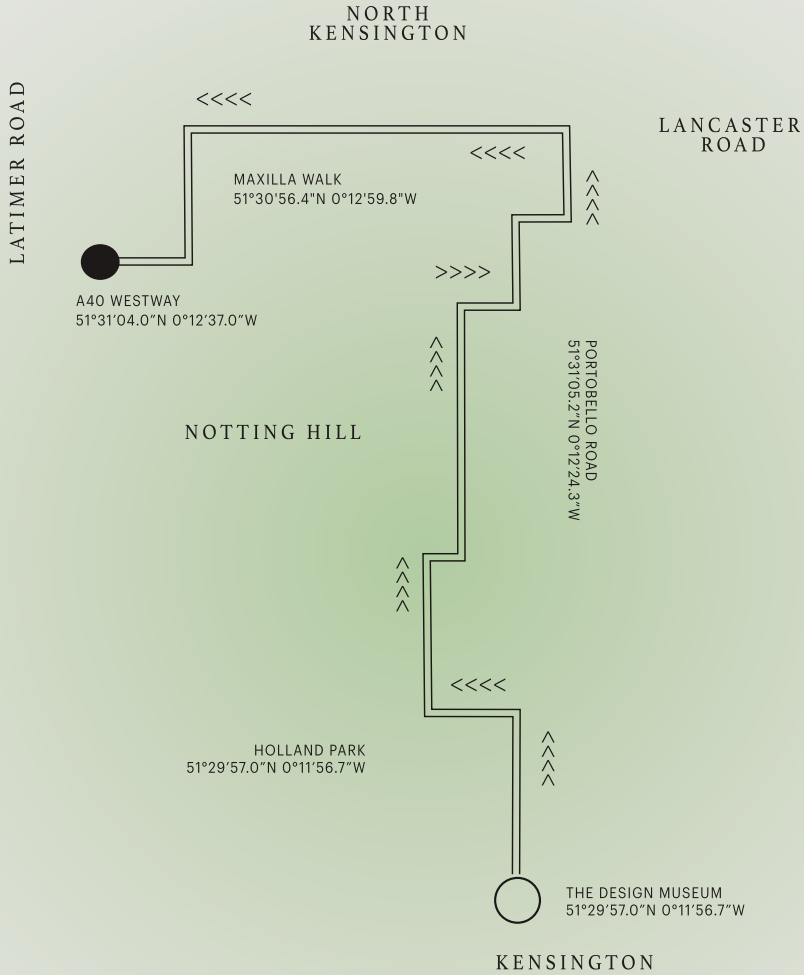 NORTH
KENSINGTON
LATIMER ROAD
<<<<
LANCASTER
ROAD
<<<<
MAXILLA WALK
51°30'56.4"N 0°12'59.8"W
<<<<
>>>>
A40 WESTWAY
51°31’04.0”N 0°12’37.0”W
<<<<
PORTOBELLO ROAD
51°31’05.2”N 0°12’24.3”W
NOTTING HILL
<<<<
<<<<
HOLLAND PARK
51°29’57.0”N 0°11’56.7”W
<<<<
THE DESIGN MUSEUM
51°29’57.0”N 0°11’56.7”W
KENSINGTON